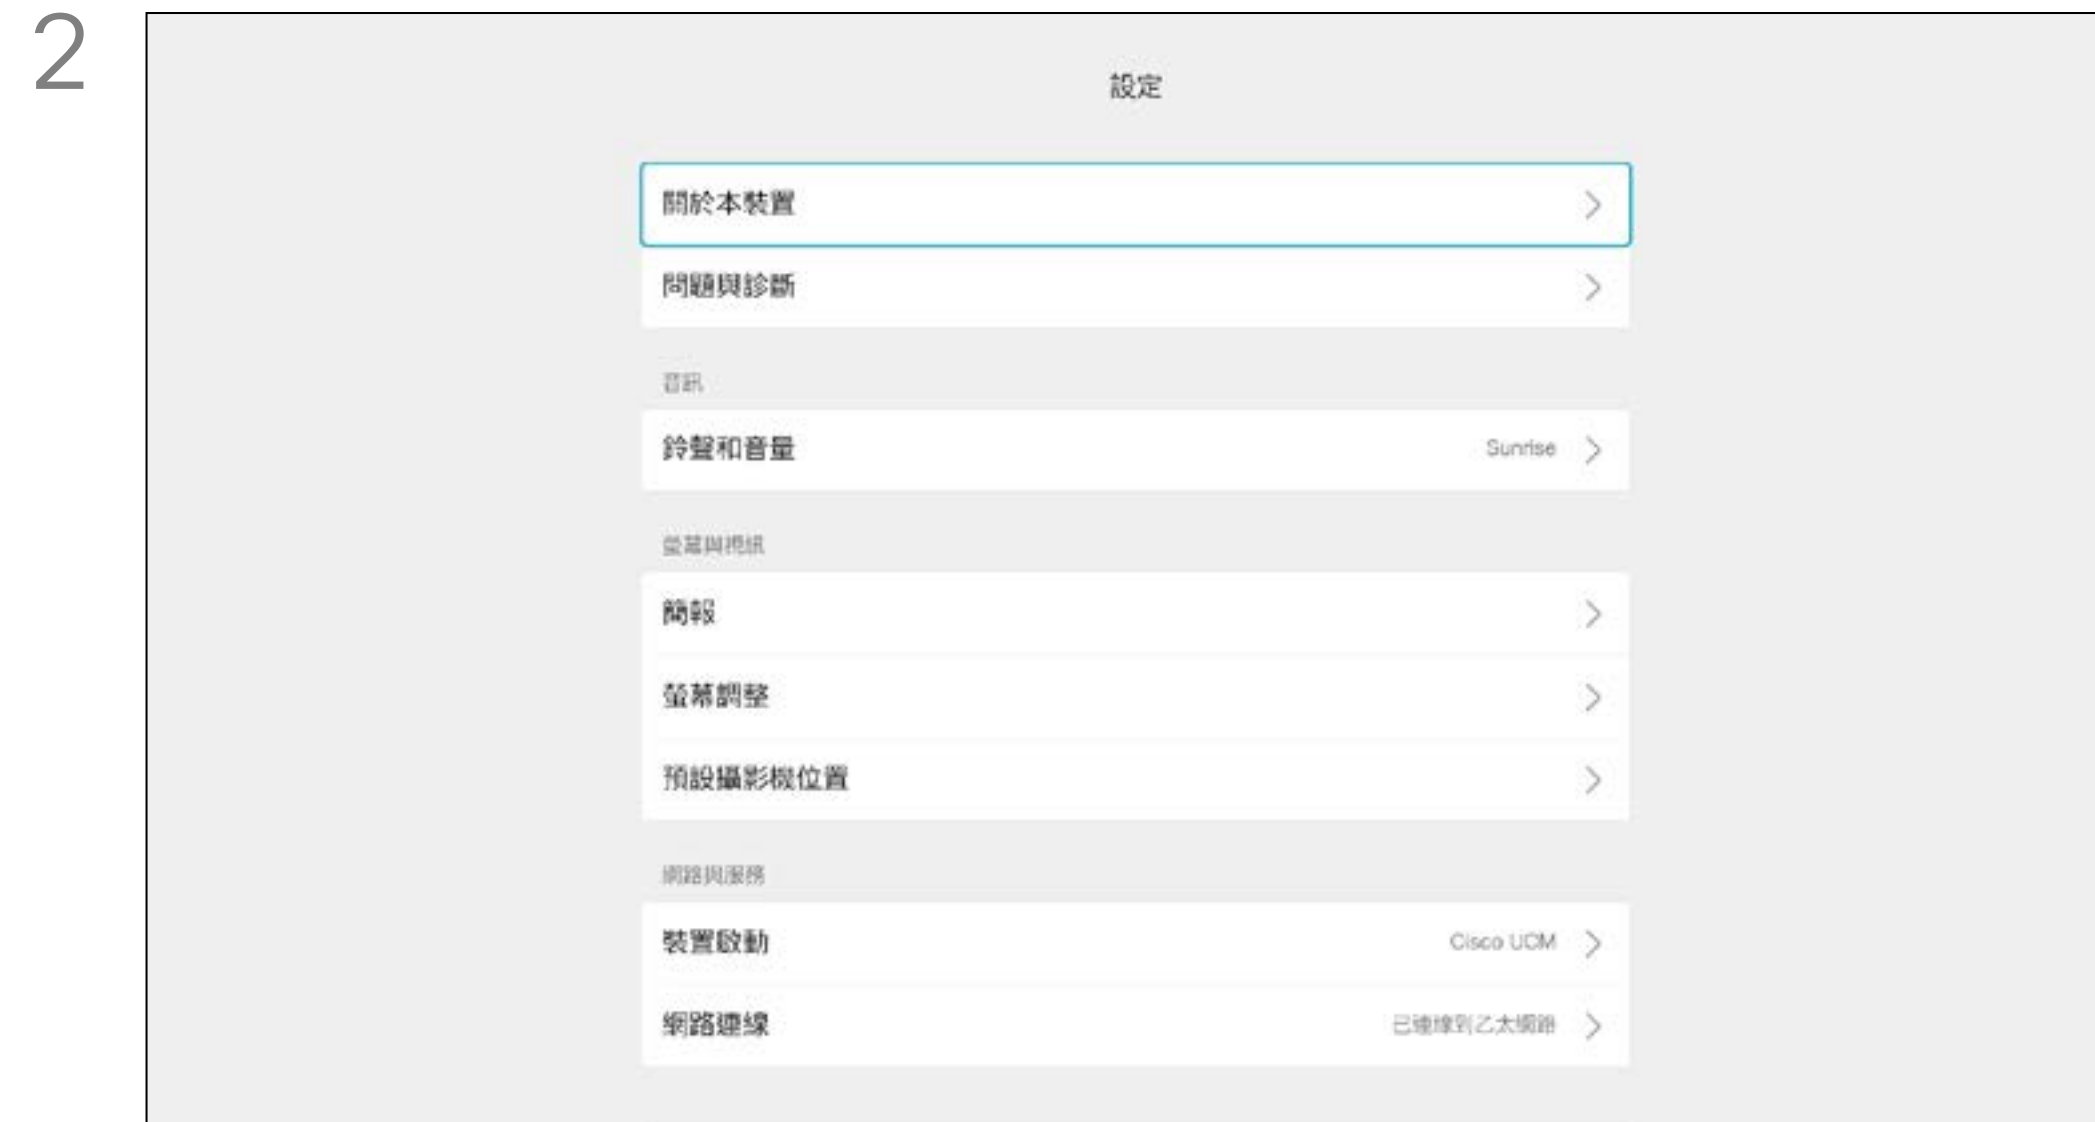 2
設定
關於本裝置
問題與診斷
音訊
鈴聲和音量
Sunrise
螢幕與視訊
簡報
螢幕調整
預設攝影機位置
網路與服務
裝置啟動
Cisco UCM
網路連線
已連線到乙太網路